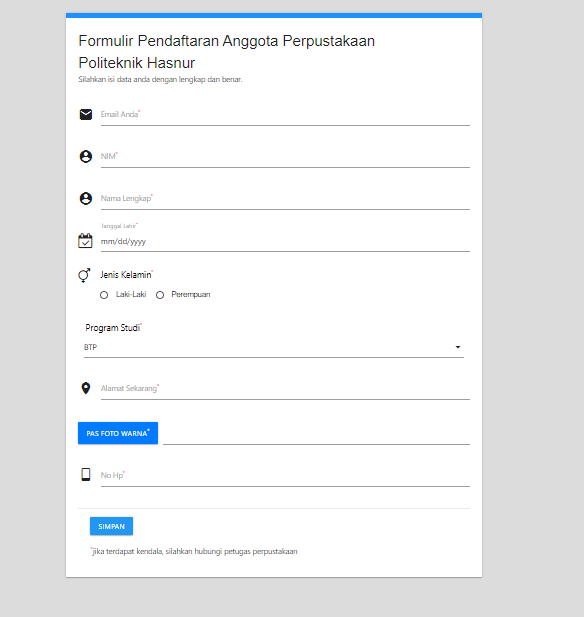 Formulir Pendaftaran Anggota Perpustakaan
Politeknik Hasnur
Silahkan isi data anda dengan lengkap dan benar.
Email Anda*
NIM*
Nama Lengkap*
Tanggal Lahir*
mm/dd/yyyy
Jenis Kelamin*
Laki-Laki Perempuan
Program Studi*
BTP
Alamat Sekarang*
PAS FOTO WARNA*
No Hp*
SIMPAN
*jika terdapat kendala, silahkan hubungi petugas perpustakaan